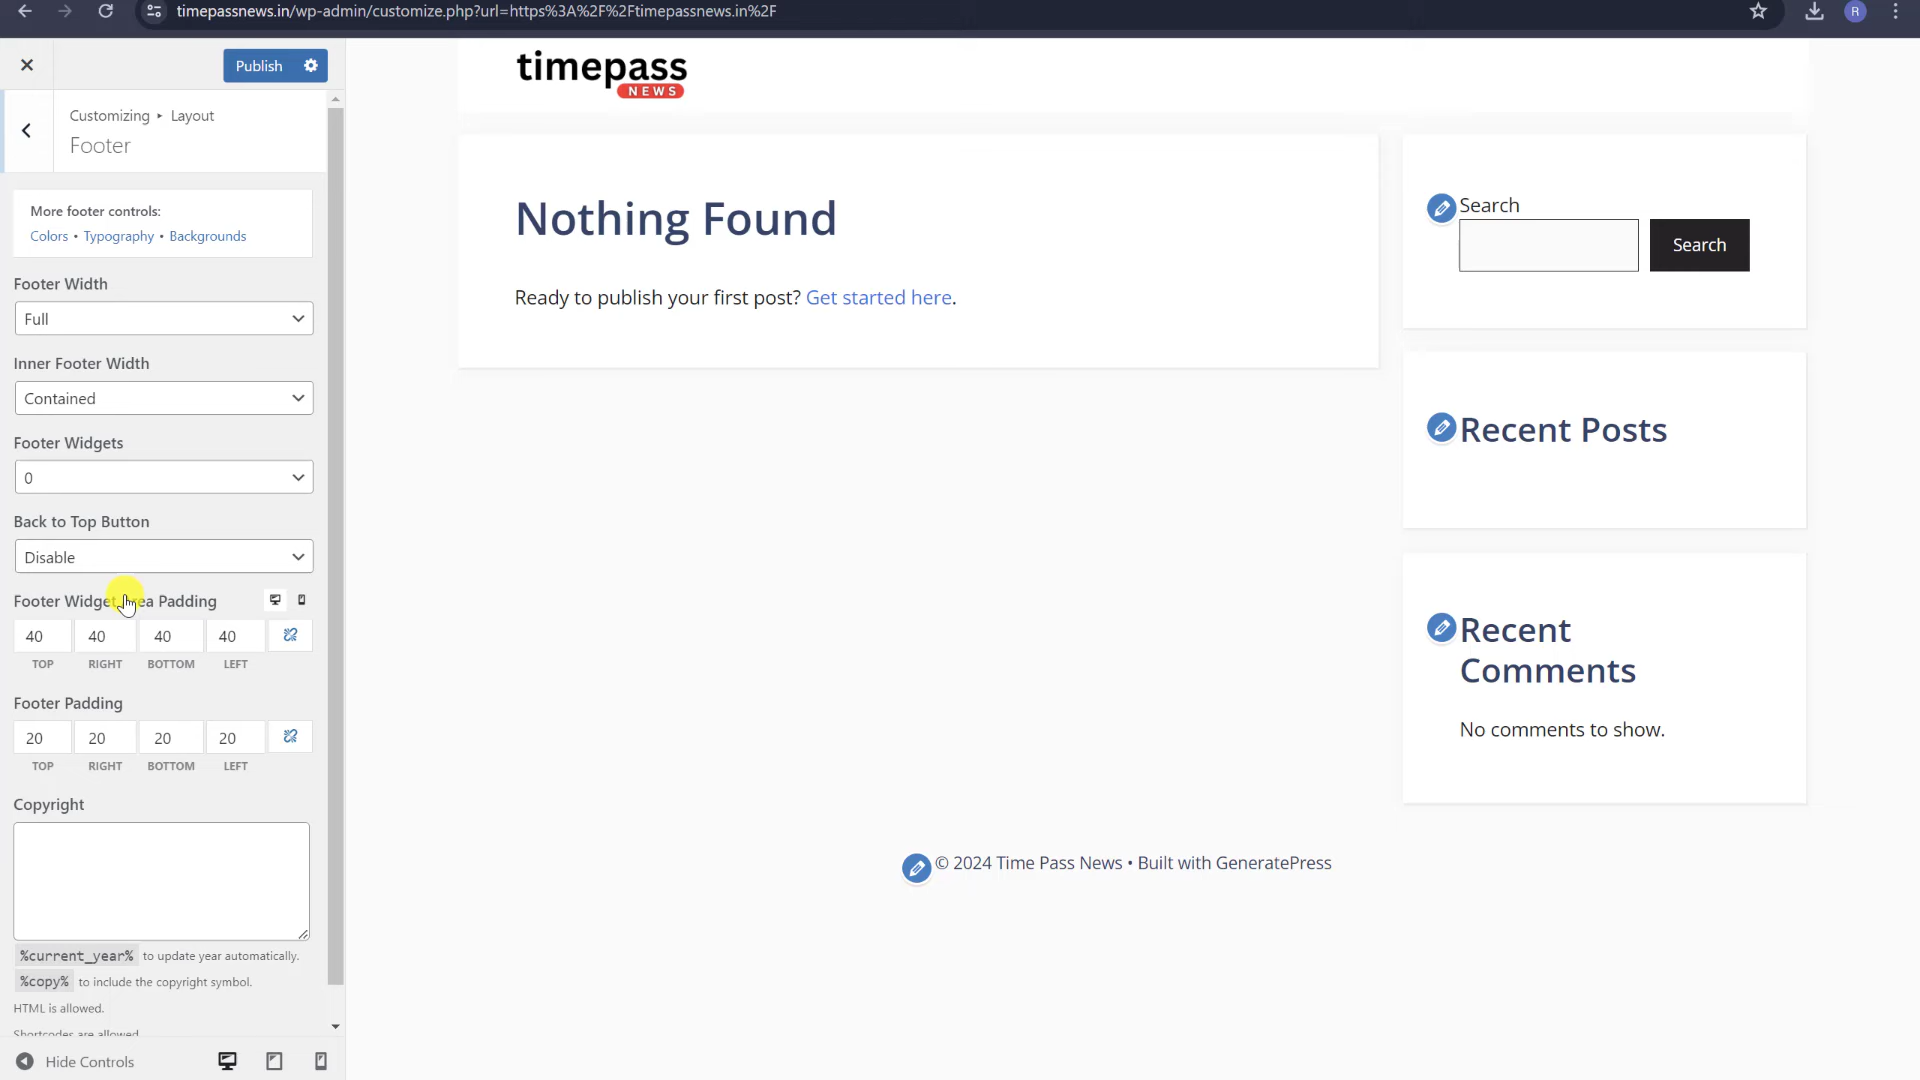 timepassnews.in/wp-admin/customize.php?url=https%3A%2F%2Ftimepassnews.in%2F
R
Publish
Customizing ▸ Layout
Footer
More footer controls:
Colors • Typography • Backgrounds
Footer Width
Full
Inner Footer Width
Contained
Footer Widgets
0
Back to Top Button
Disable
Footer Widget Area Padding
40 40 40 40
TOP RIGHT BOTTOM LEFT
Footer Padding
20 20 20 20
TOP RIGHT BOTTOM LEFT
Copyright
%current_year% to update year automatically.
%copy% to include the copyright symbol.
HTML is allowed.
Shortcodes are allowed.
Hide Controls
timepass
NEWS
Nothing Found
Ready to publish your first post? Get started here.
Search
Search
Recent Posts
Recent
Comments
No comments to show.
© 2024 Time Pass News • Built with GeneratePress